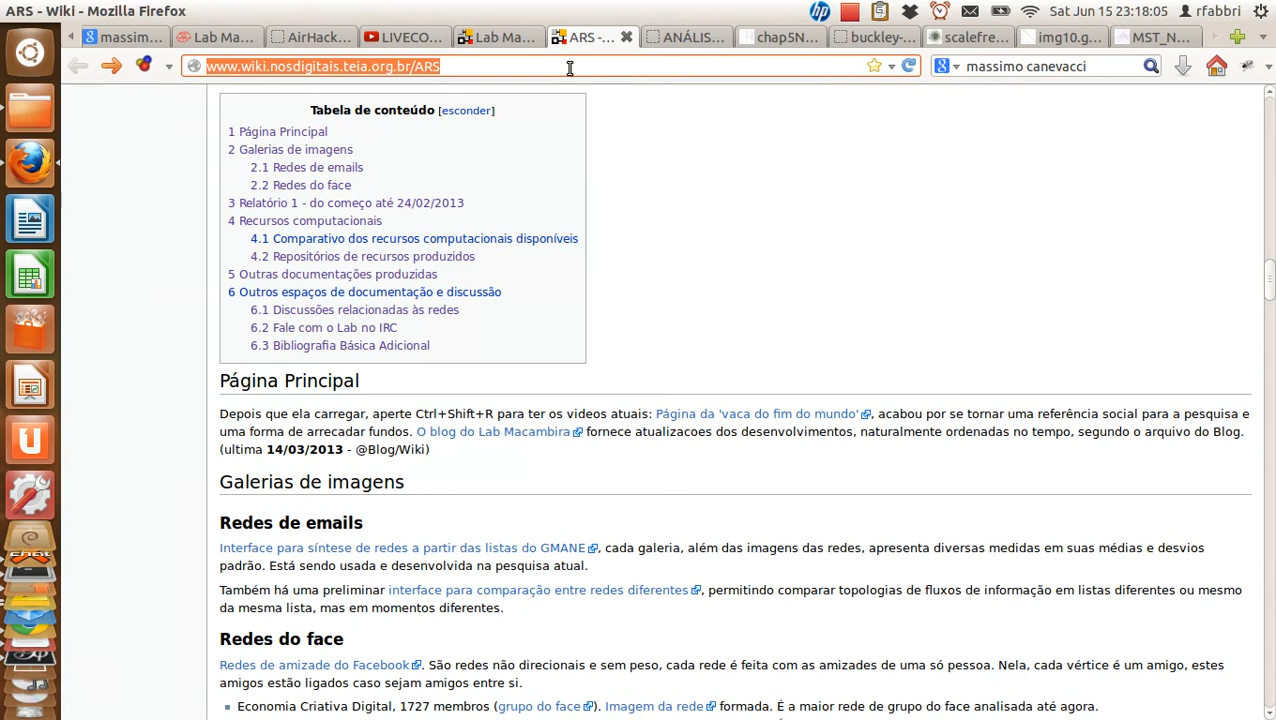 ARS - Wiki - Mozilla Firefox
hp
Sat Jun 15 23:18:05
rfabbri
massim...
Lab Ma...
AirHack...
LIVECO...
Lab Ma...
ARS -...
ANÁLIS...
chapSN...
buckley-...
scalefre...
img10.g...
MST_N...
www.wiki.nosdigitais.teia.org.br/ARS
massimo canevacci
Tabela de conteúdo [esconder]
1 Página Principal
2 Galerias de imagens
2.1 Redes de emails
2.2 Redes do face
3 Relatório 1 - do começo até 24/02/2013
4 Recursos computacionais
4.1 Comparativo dos recursos computacionais disponíveis
4.2 Repositórios de recursos produzidos
5 Outras documentações produzidas
6 Outros espaços de documentação e discussão
6.1 Discussões relacionadas às redes
6.2 Fale com o Lab no IRC
6.3 Bibliografia Básica Adicional
Página Principal
Depois que ela carregar, aperte Ctrl+Shift+R para ter os videos atuais: Página da 'vaca do fim do mundo', acabou por se tornar uma referência social para a pesquisa e
uma forma de arrecadar fundos. O blog do Lab Macambira fornece atualizacoes dos desenvolvimentos, naturalmente ordenadas no tempo, segundo o arquivo do Blog.
(ultima 14/03/2013 - @Blog/Wiki)
Galerias de imagens
Redes de emails
Interface para síntese de redes a partir das listas do GMANE, cada galeria, além das imagens das redes, apresenta diversas medidas em suas médias e desvios
padrão. Está sendo usada e desenvolvida na pesquisa atual.
Também há uma preliminar interface para comparação entre redes diferentes, permitindo comparar topologias de fluxos de informação em listas diferentes ou mesmo
da mesma lista, mas em momentos diferentes.
Redes do face
Redes de amizade do Facebook. São redes não direcionais e sem peso, cada rede é feita com as amizades de uma só pessoa. Nela, cada vértice é um amigo, estes
amigos estão ligados caso sejam amigos entre si.
Economia Criativa Digital, 1727 membros (grupo do face). Imagem da rede formada. É a maior rede de grupo do face analisada até agora.